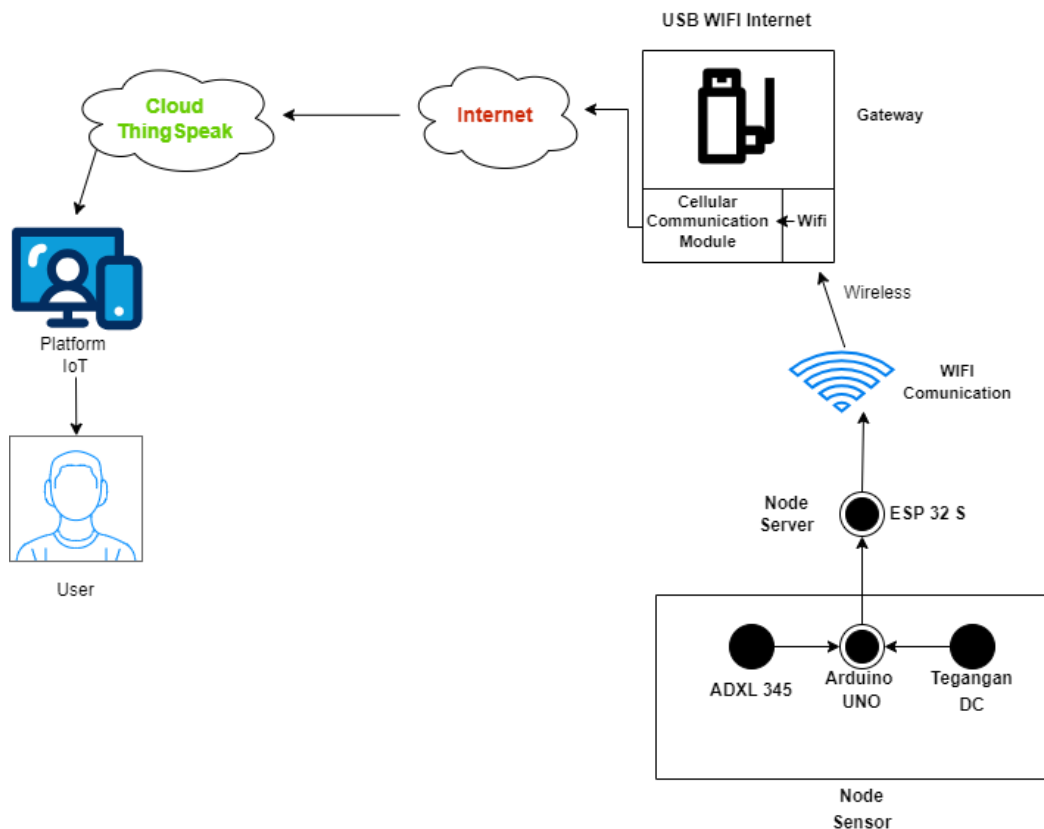 USB WIFI Internet
Gateway
Cloud
ThingSpeak
Internet
Cellular
Communication
Module
Wifi
Wireless
Platform
IoT
WIFI
Comunication
User
Node
Server
ESP 32 S
ADXL 345
Arduino
UNO
Tegangan
DC
Node
Sensor